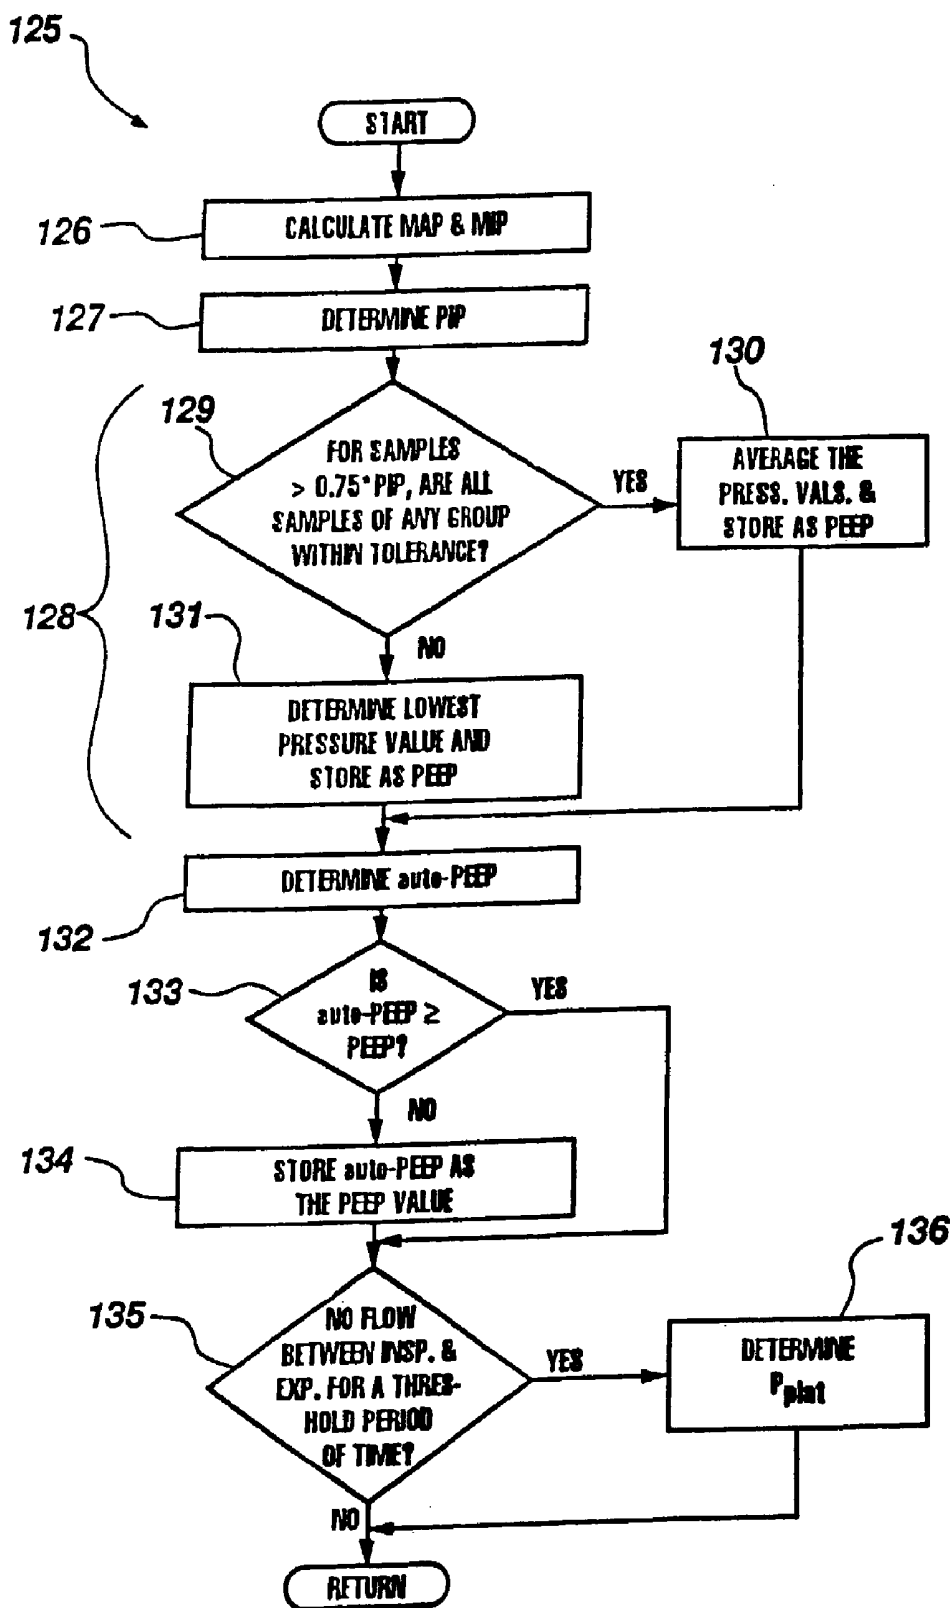 125
START
126
CALCULATE MAP & MIP
127
DETERMINE PIP
128
129
FOR SAMPLES
> 0.75*PIP, ARE ALL
SAMPLES OF ANY GROUP
WITHIN TOLERANCE?
YES
130
AVERAGE THE
PRESS. VALS. &
STORE AS PEEP
NO
131
DETERMINE LOWEST
PRESSURE VALUE AND
STORE AS PEEP
132
DETERMINE auto-PEEP
133
IS
auto-PEEP ≥
PEEP?
YES
NO
134
STORE auto-PEEP AS
THE PEEP VALUE
135
NO FLOW
BETWEEN INSP. &
EXP. FOR A THRES-
HOLD PERIOD
OF TIME?
YES
136
DETERMINE
Pplat
NO
RETURN